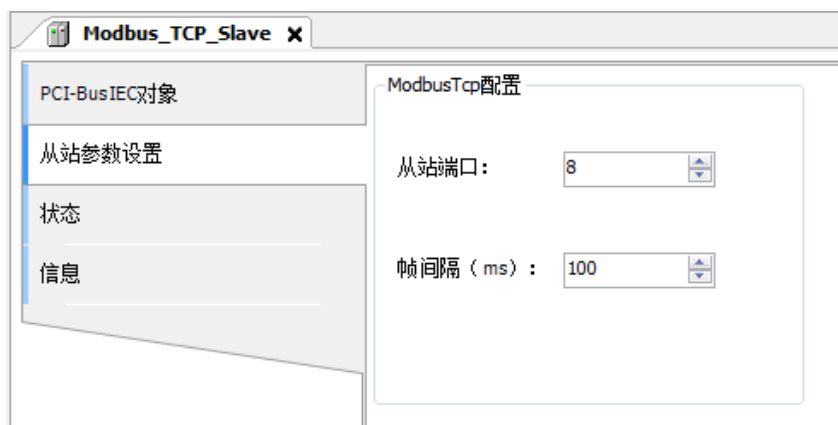 Modbus_TCP_Slave
PCI-BusIEC对象
从站参数设置
状态
信息
ModbusTcp配置
从站端口： 8
帧间隔（ms）： 100